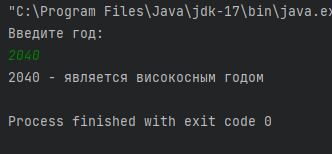 "C:\Program Files\Java\jdk-17\bin\java.ex
Введите год:
2040
2040 - является високосным годом
Process finished with exit code 0